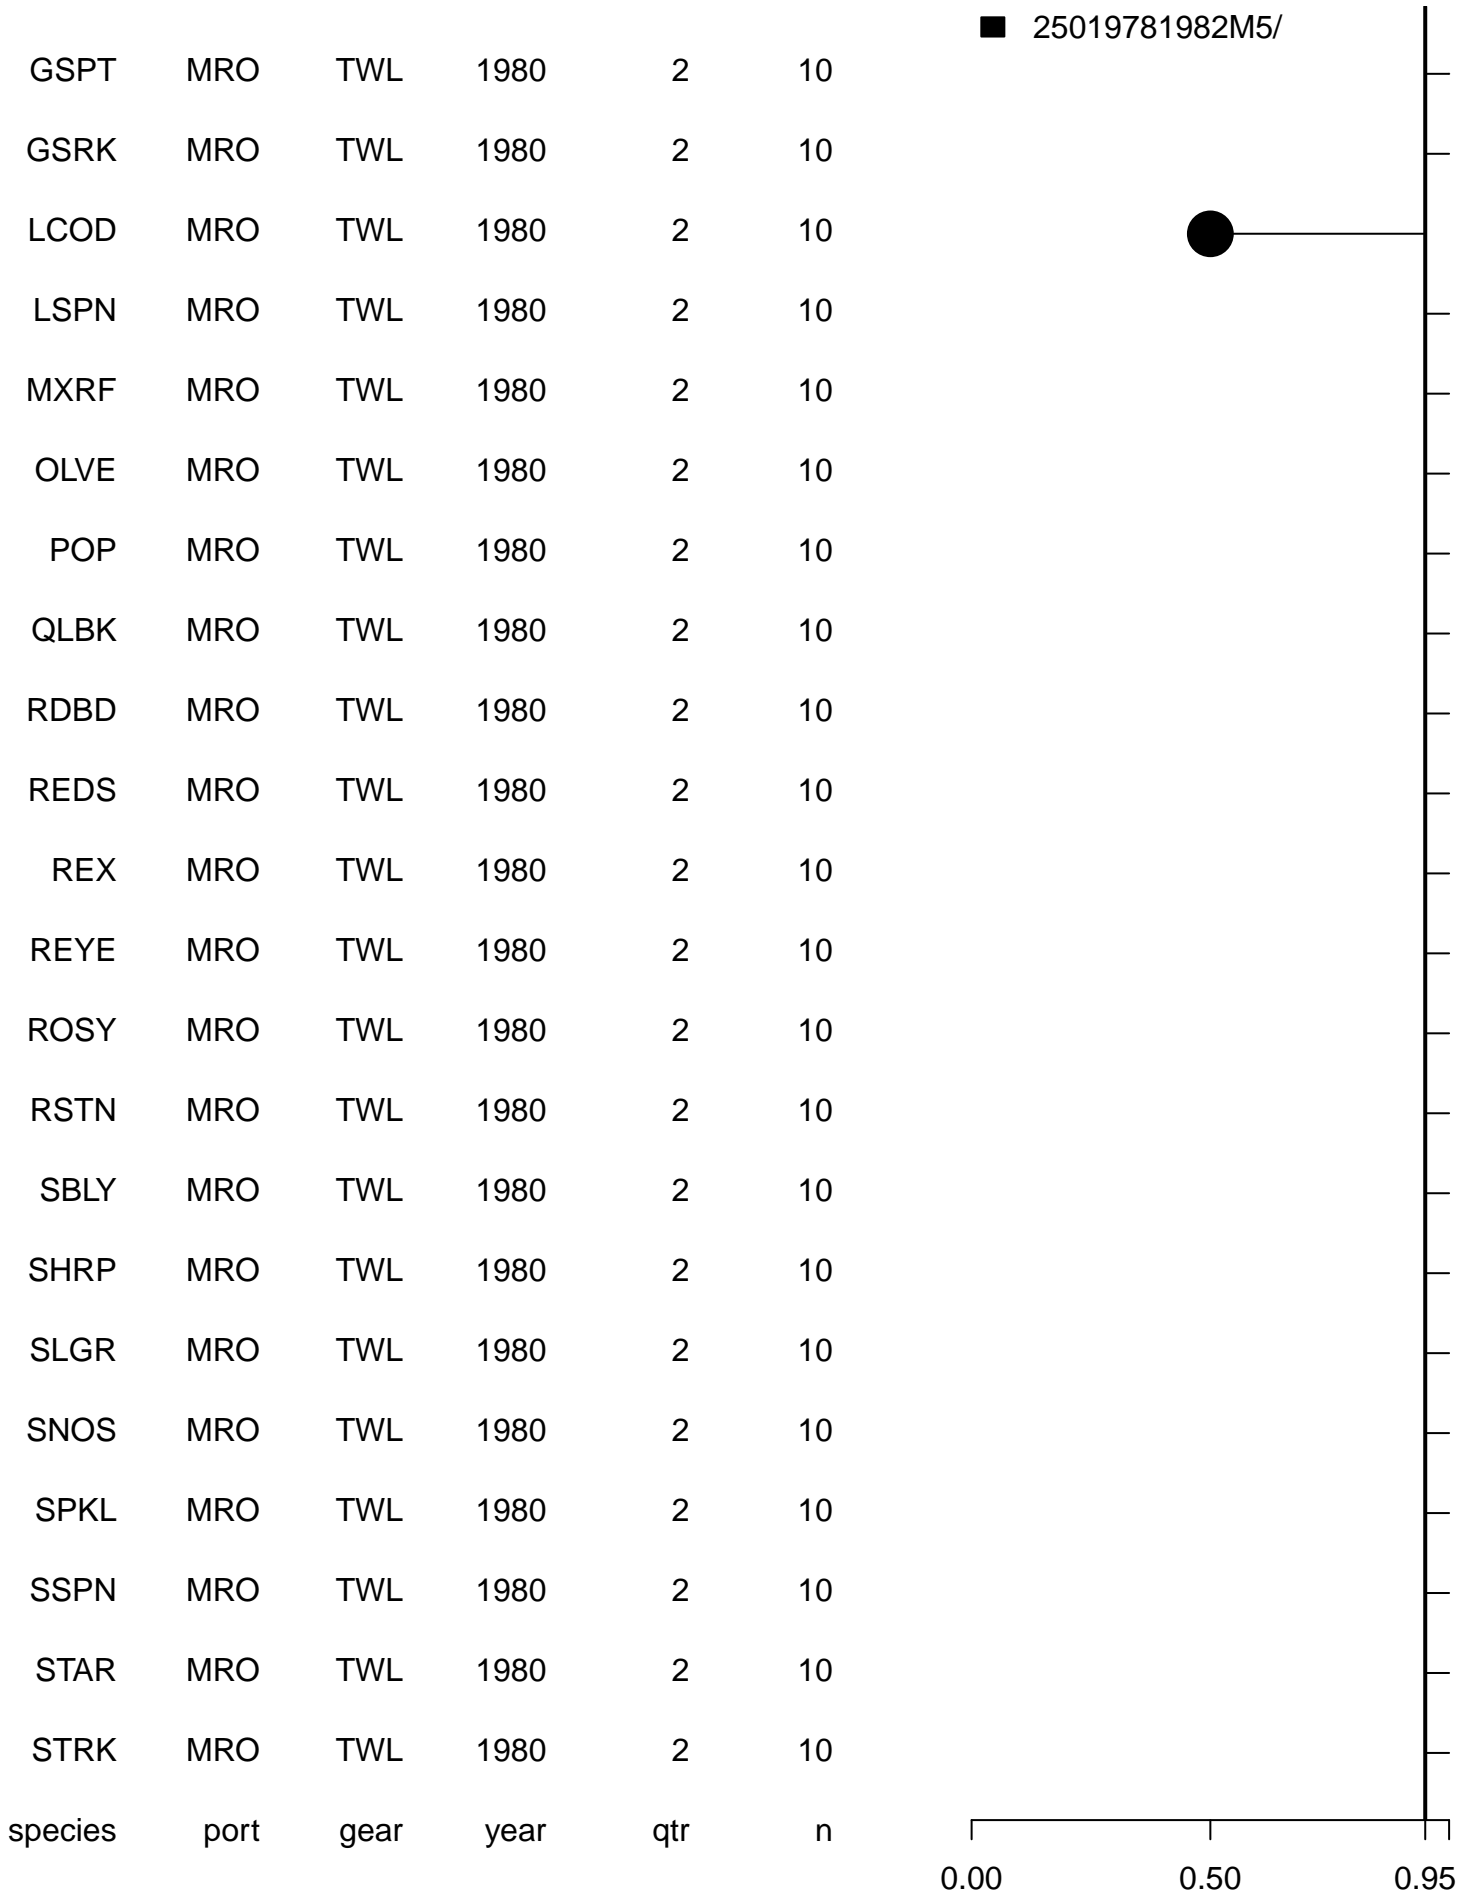 25019781982M5/
GSPT MRO TWL 1980 2 10
GSRK MRO TWL 1980 2 10
LCOD MRO TWL 1980 2 10
LSPN MRO TWL 1980 2 10
MXRF MRO TWL 1980 2 10
OLVE MRO TWL 1980 2 10
POP MRO TWL 1980 2 10
QLBK MRO TWL 1980 2 10
RDBD MRO TWL 1980 2 10
REDS MRO TWL 1980 2 10
REX MRO TWL 1980 2 10
REYE MRO TWL 1980 2 10
ROSY MRO TWL 1980 2 10
RSTN MRO TWL 1980 2 10
SBLY MRO TWL 1980 2 10
SHRP MRO TWL 1980 2 10
SLGR MRO TWL 1980 2 10
SNOS MRO TWL 1980 2 10
SPKL MRO TWL 1980 2 10
SSPN MRO TWL 1980 2 10
STAR MRO TWL 1980 2 10
STRK MRO TWL 1980 2 10
species port gear year qtr n
0.00 0.50 0.95